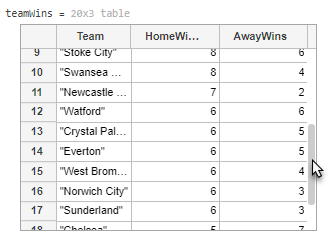 teamWins = 20x3 table
Team HomeWi... AwayWins
9 "Stoke City" 8 6
10 "Swansea ... 8 4
11 "Newcastle ... 7 2
12 "Watford" 6 6
13 "Crystal Pal... 6 5
14 "Everton" 6 5
15 "West Brom... 6 4
16 "Norwich City" 6 3
17 "Sunderland" 6 3
18 "Chelsea" 5 7